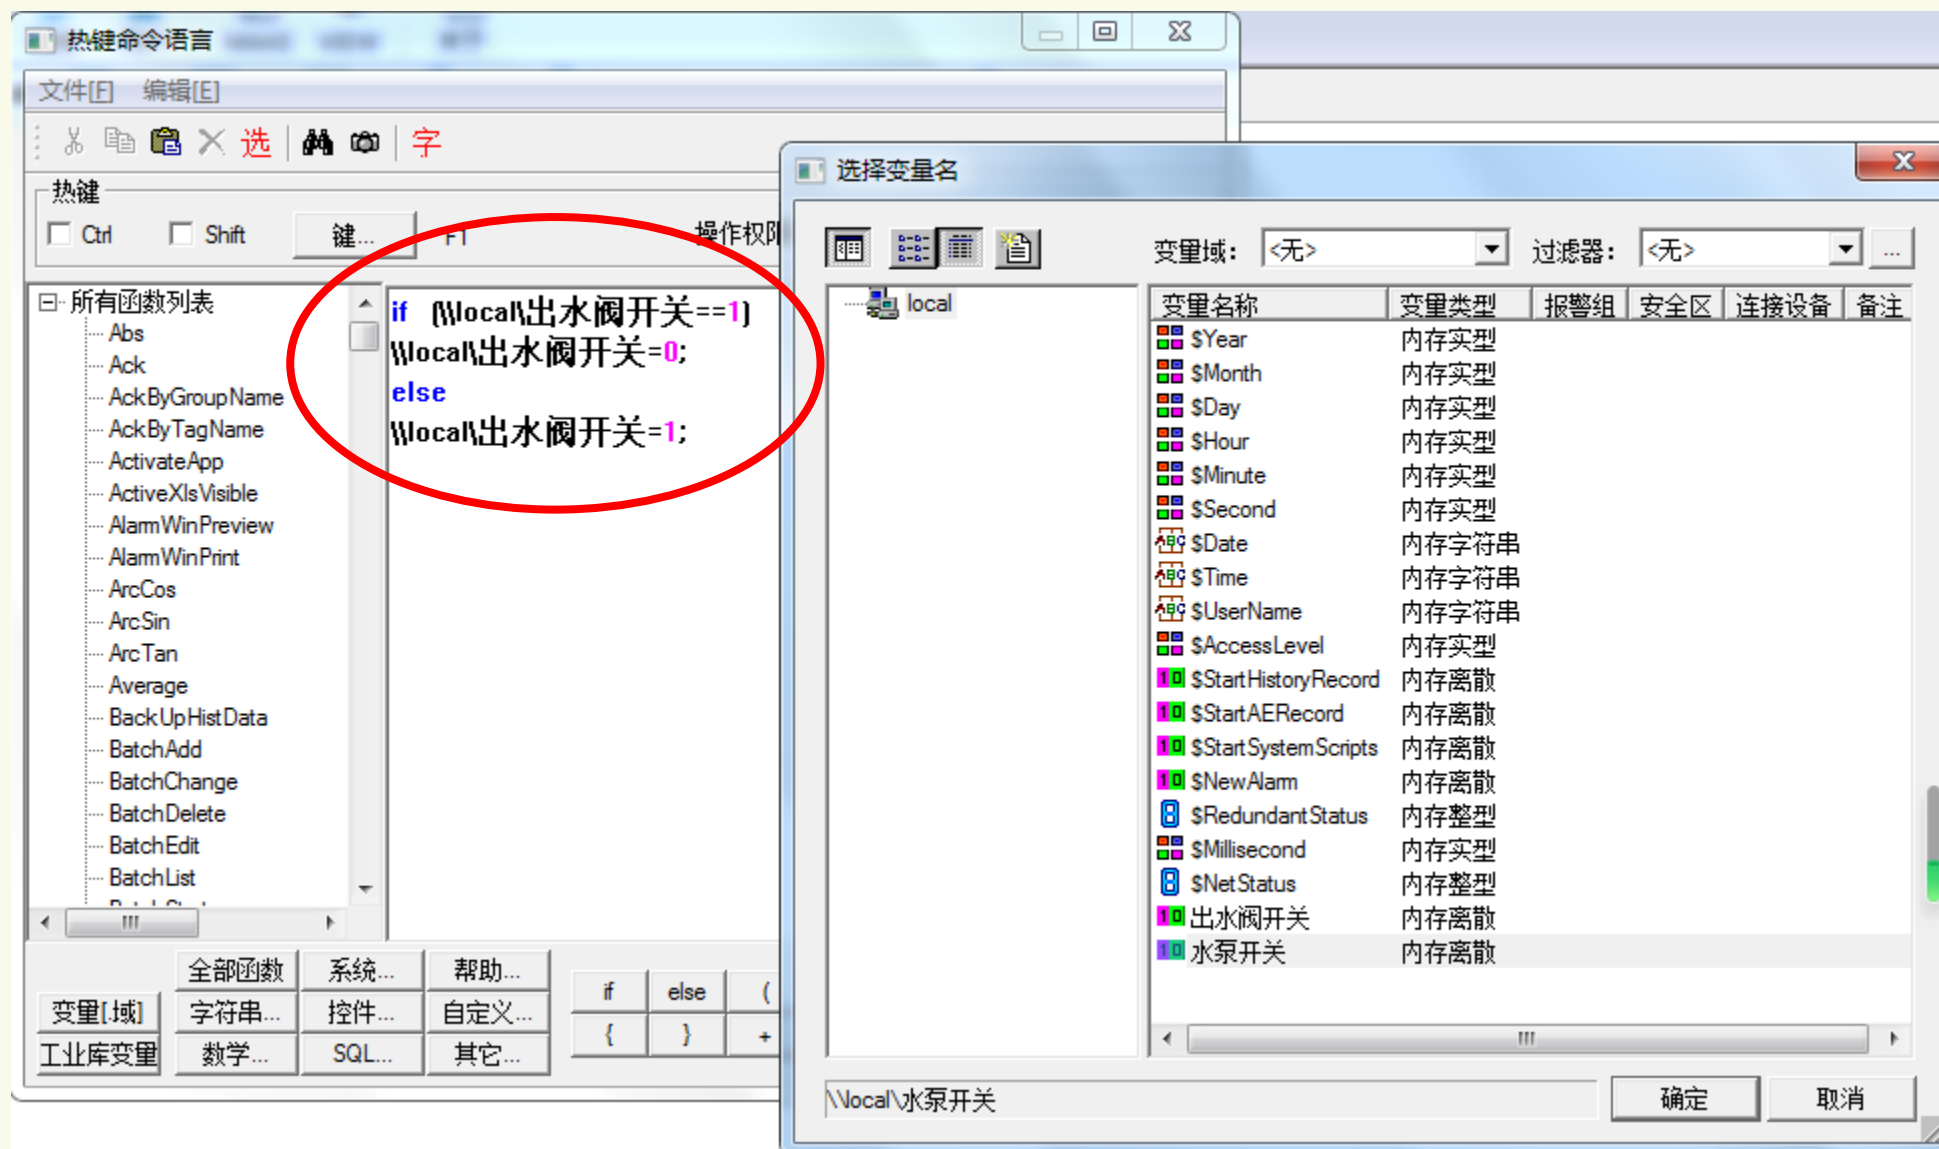 热键命令语言
文件[F] 编辑[E]
选 字
热键
Ctrl Shift 键... F1 操作权限
所有函数列表
Abs
Ack
AckByGroupName
AckByTagName
ActivateApp
ActiveXIsVisible
AlarmWinPreview
AlarmWinPrint
ArcCos
ArcSin
ArcTan
Average
BackUpHistData
BatchAdd
BatchChange
BatchDelete
BatchEdit
BatchList
if (\\local\出水阀开关==1)
\\local\出水阀开关=0;
else
\\local\出水阀开关=1;
全部函数 系统... 帮助...
变量[.域] 字符串... 控件... 自定义...
工业库变量 数学... SQL... 其它...
if else (
{ } +
选择变量名
变量域: <无> 过滤器: <无> ...
local
变量名称 变量类型 报警组 安全区 连接设备 备注
$Year 内存实型
$Month 内存实型
$Day 内存实型
$Hour 内存实型
$Minute 内存实型
$Second 内存实型
$Date 内存字符串
$Time 内存字符串
$UserName 内存字符串
$AccessLevel 内存实型
$StartHistoryRecord 内存离散
$StartAERecord 内存离散
$StartSystemScripts 内存离散
$NewAlarm 内存离散
$RedundantStatus 内存整型
$Millisecond 内存实型
$NetStatus 内存整型
出水阀开关 内存离散
水泵开关 内存离散
\\local\水泵开关 确定 取消